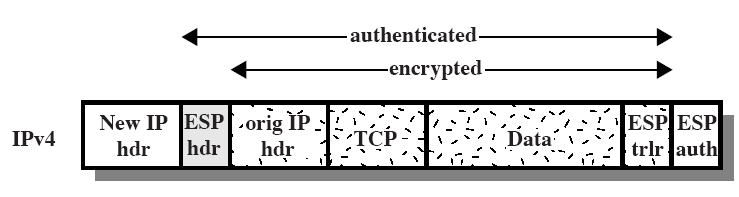 authenticated
encrypted
IPv4
New IP
hdr
ESP
hdr
orig IP
hdr
TCP
Data
ESP
trlr
ESP
auth